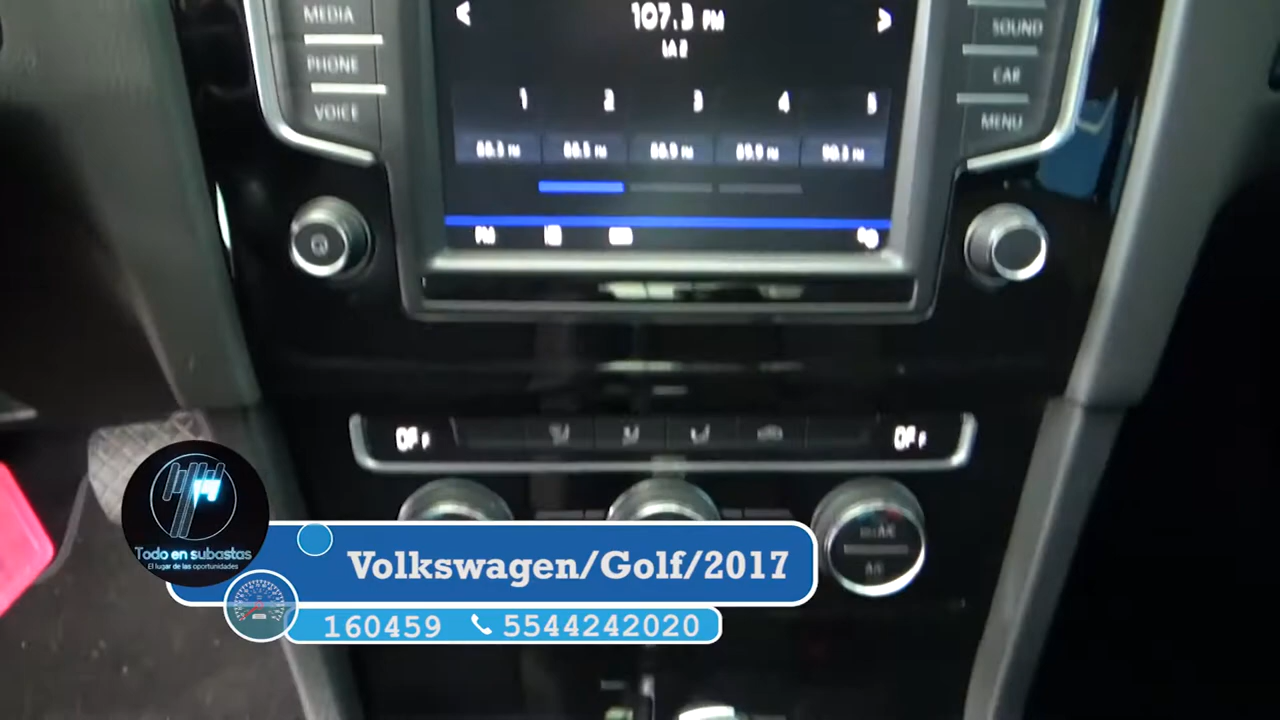 MEDIA
PHONE
VOICE
107.3 FM
SOUND
CAR
MENU
1 2 3 4 5
OFF
OFF
A/C
Todo en subastas
El lugar de las oportunidades
Volkswagen/Golf/2017
160459 5544242020